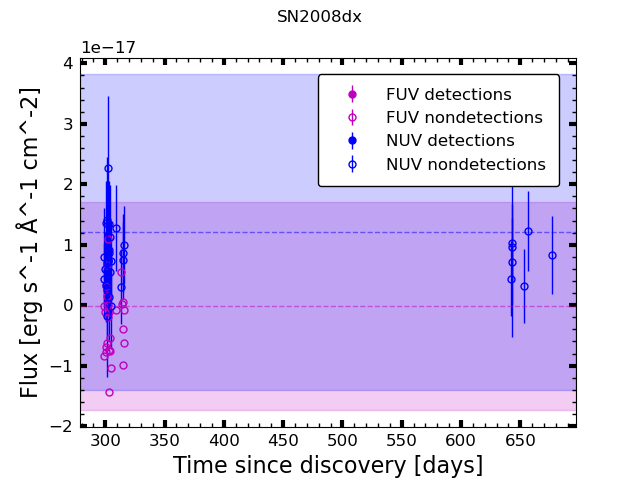 SN2008dx
1e−17
4
3
2
1
0
−1
−2
Flux [erg s^-1 Å^-1 cm^-2]
FUV detections
FUV nondetections
NUV detections
NUV nondetections
300
350
400
450
500
550
600
650
Time since discovery [days]